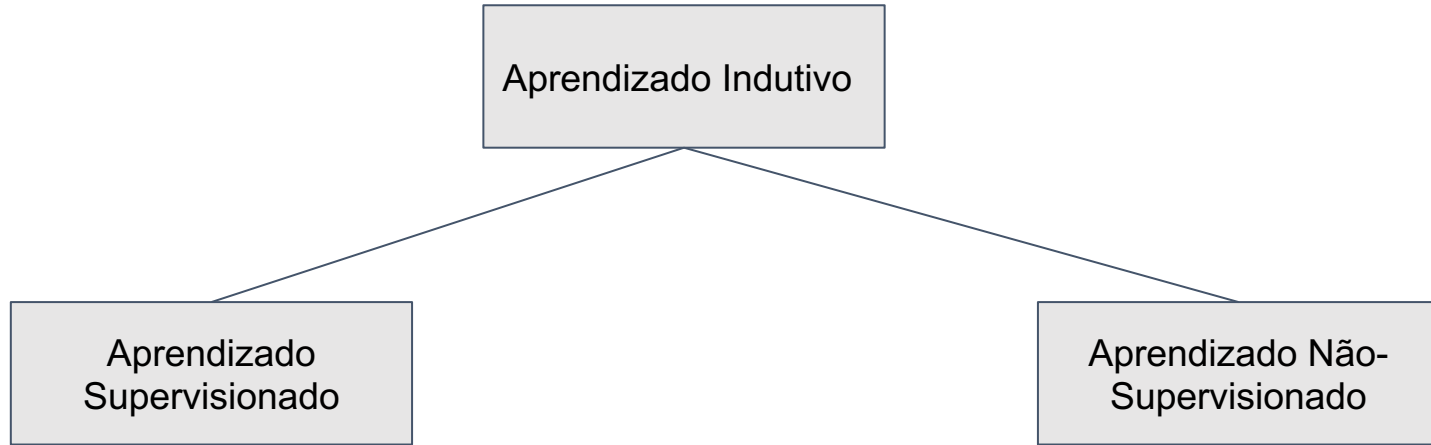 Aprendizado Indutivo
Aprendizado
Supervisionado
Aprendizado Não-
Supervisionado